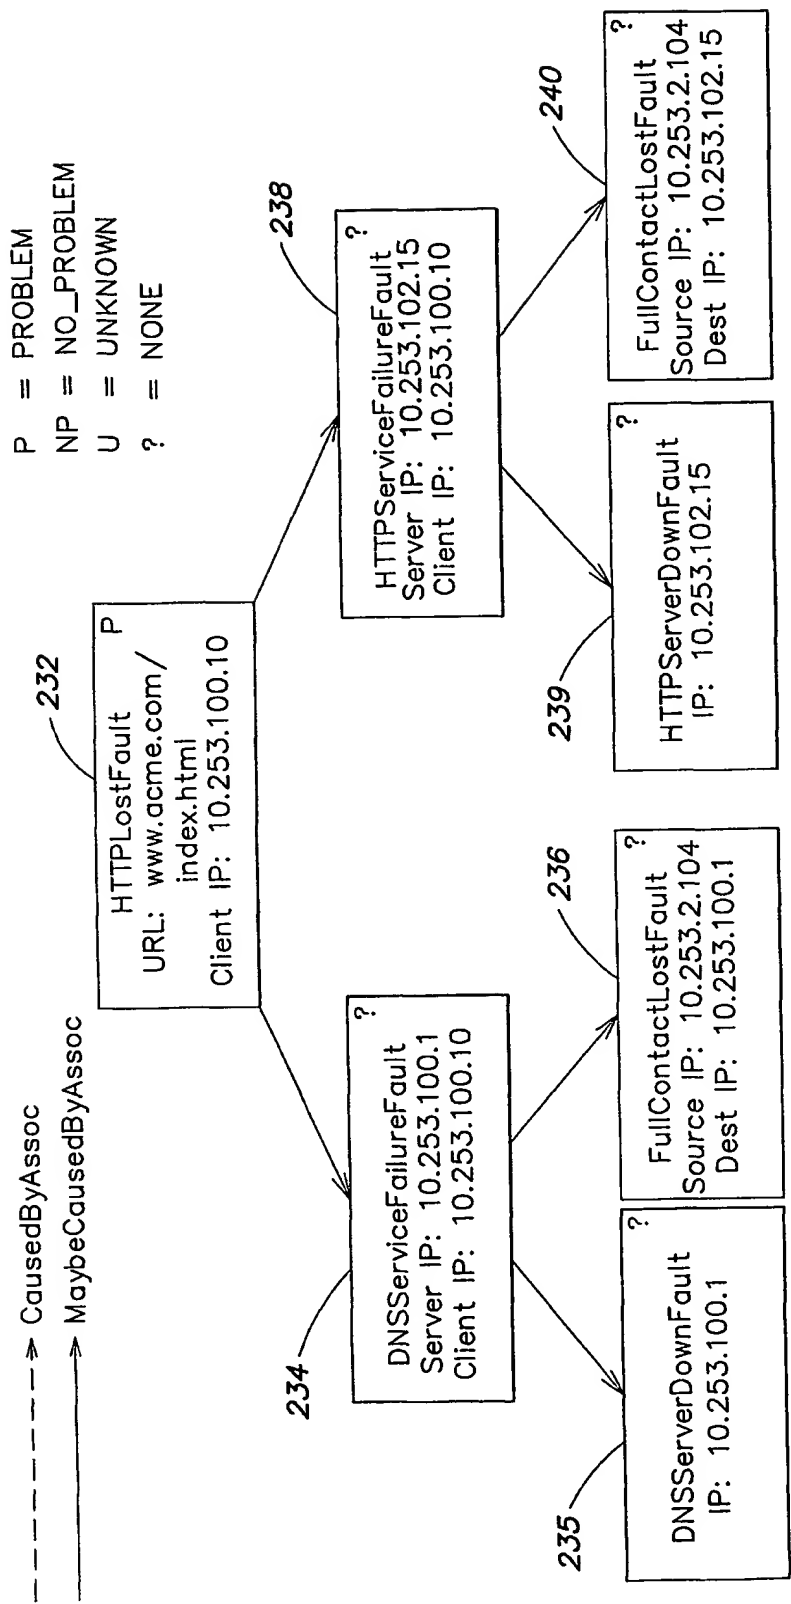 CausedByAssoc
MaybeCausedByAssoc
P = PROBLEM
NP = NO_PROBLEM
U = UNKNOWN
? = NONE
232
HTTPLostFault P
URL: www.acme.com/
index.html
Client IP: 10.253.100.10
234
DNSServiceFailureFault ?
Server IP: 10.253.100.1
Client IP: 10.253.100.10
238
HTTPServiceFailureFault ?
Server IP: 10.253.102.15
Client IP: 10.253.100.10
235
DNSServerDownFault ?
IP: 10.253.100.1
236
FullContactLostFault ?
Source IP: 10.253.2.104
Dest IP: 10.253.100.1
239
HTTPServerDownFault ?
IP: 10.253.102.15
240
FullContactLostFault ?
Source IP: 10.253.2.104
Dest IP: 10.253.102.15